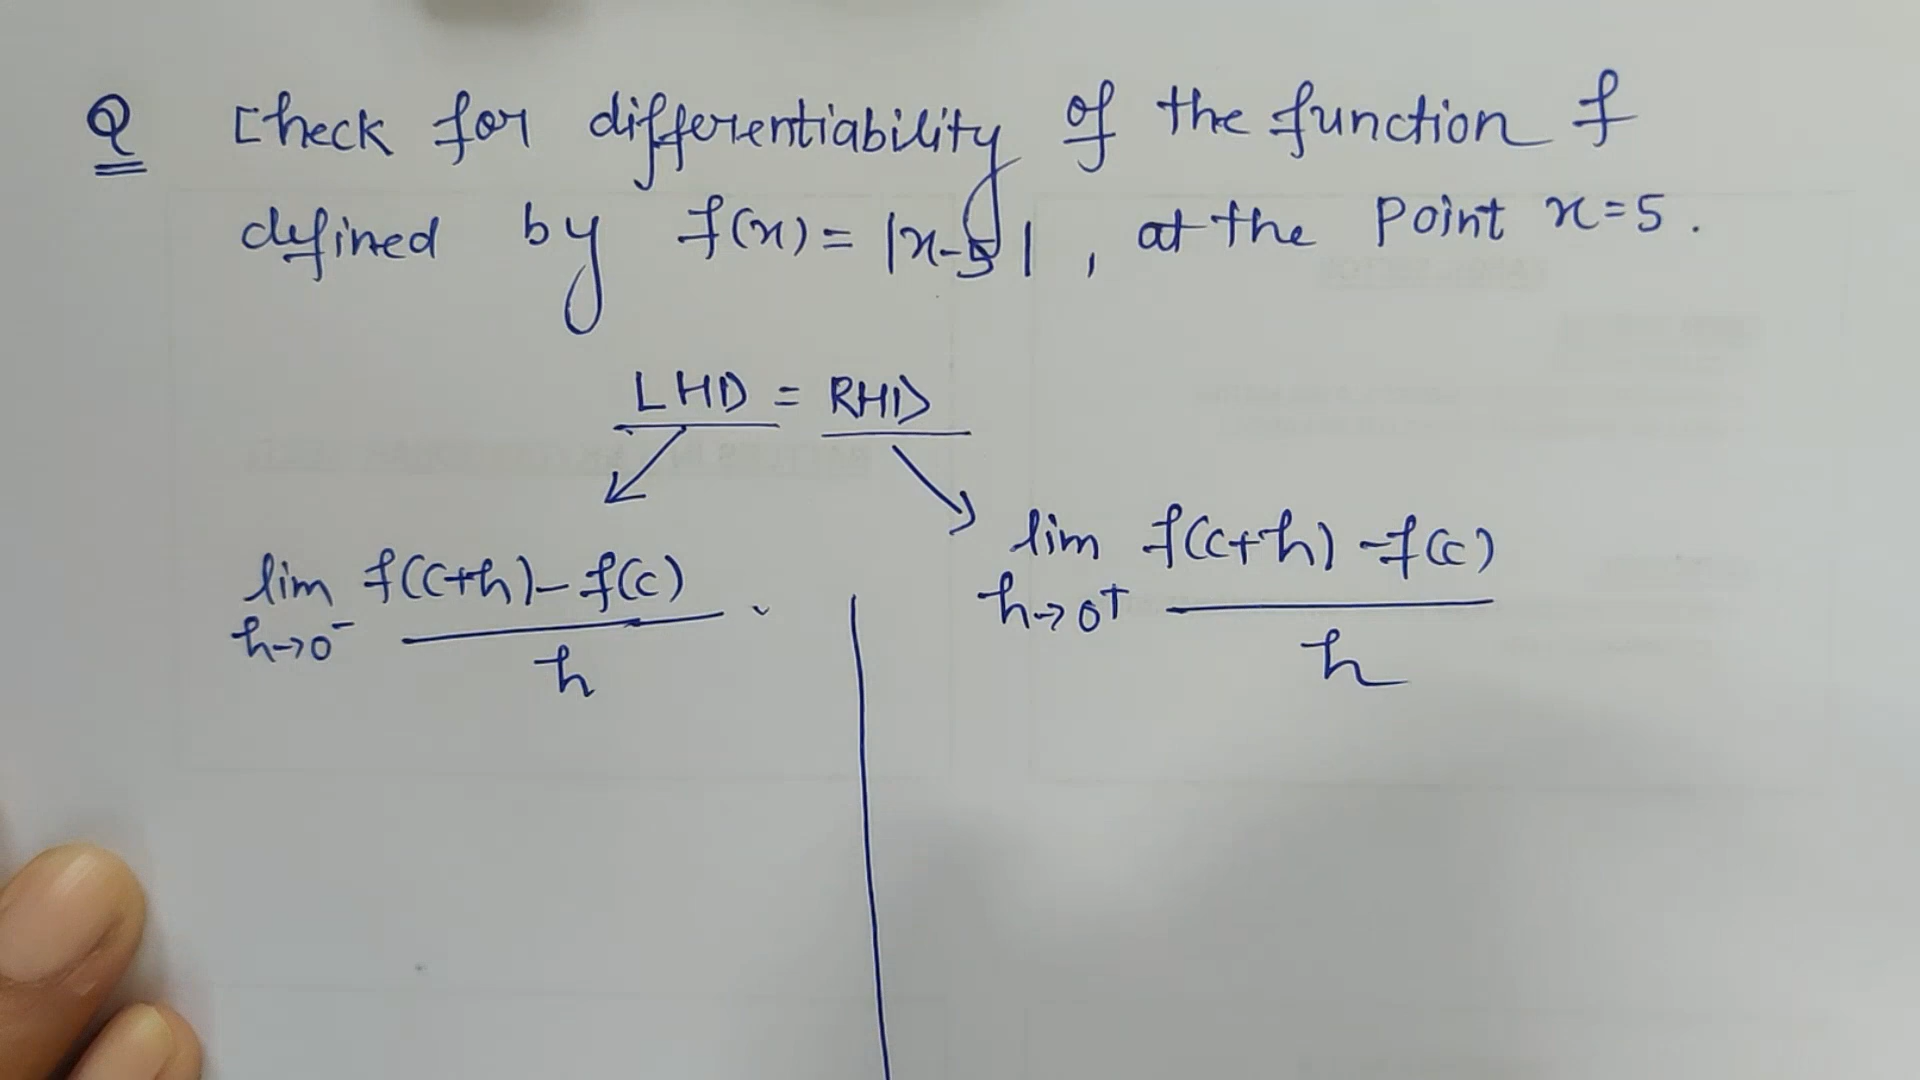 Q Check for differentiability of the function f
defined by f(x) = |x-5|, at the point x=5.
LHD = RHD
lim f(c+h) - f(c)
h→0⁻ h
lim f(c+h) - f(c)
h→0⁺ h